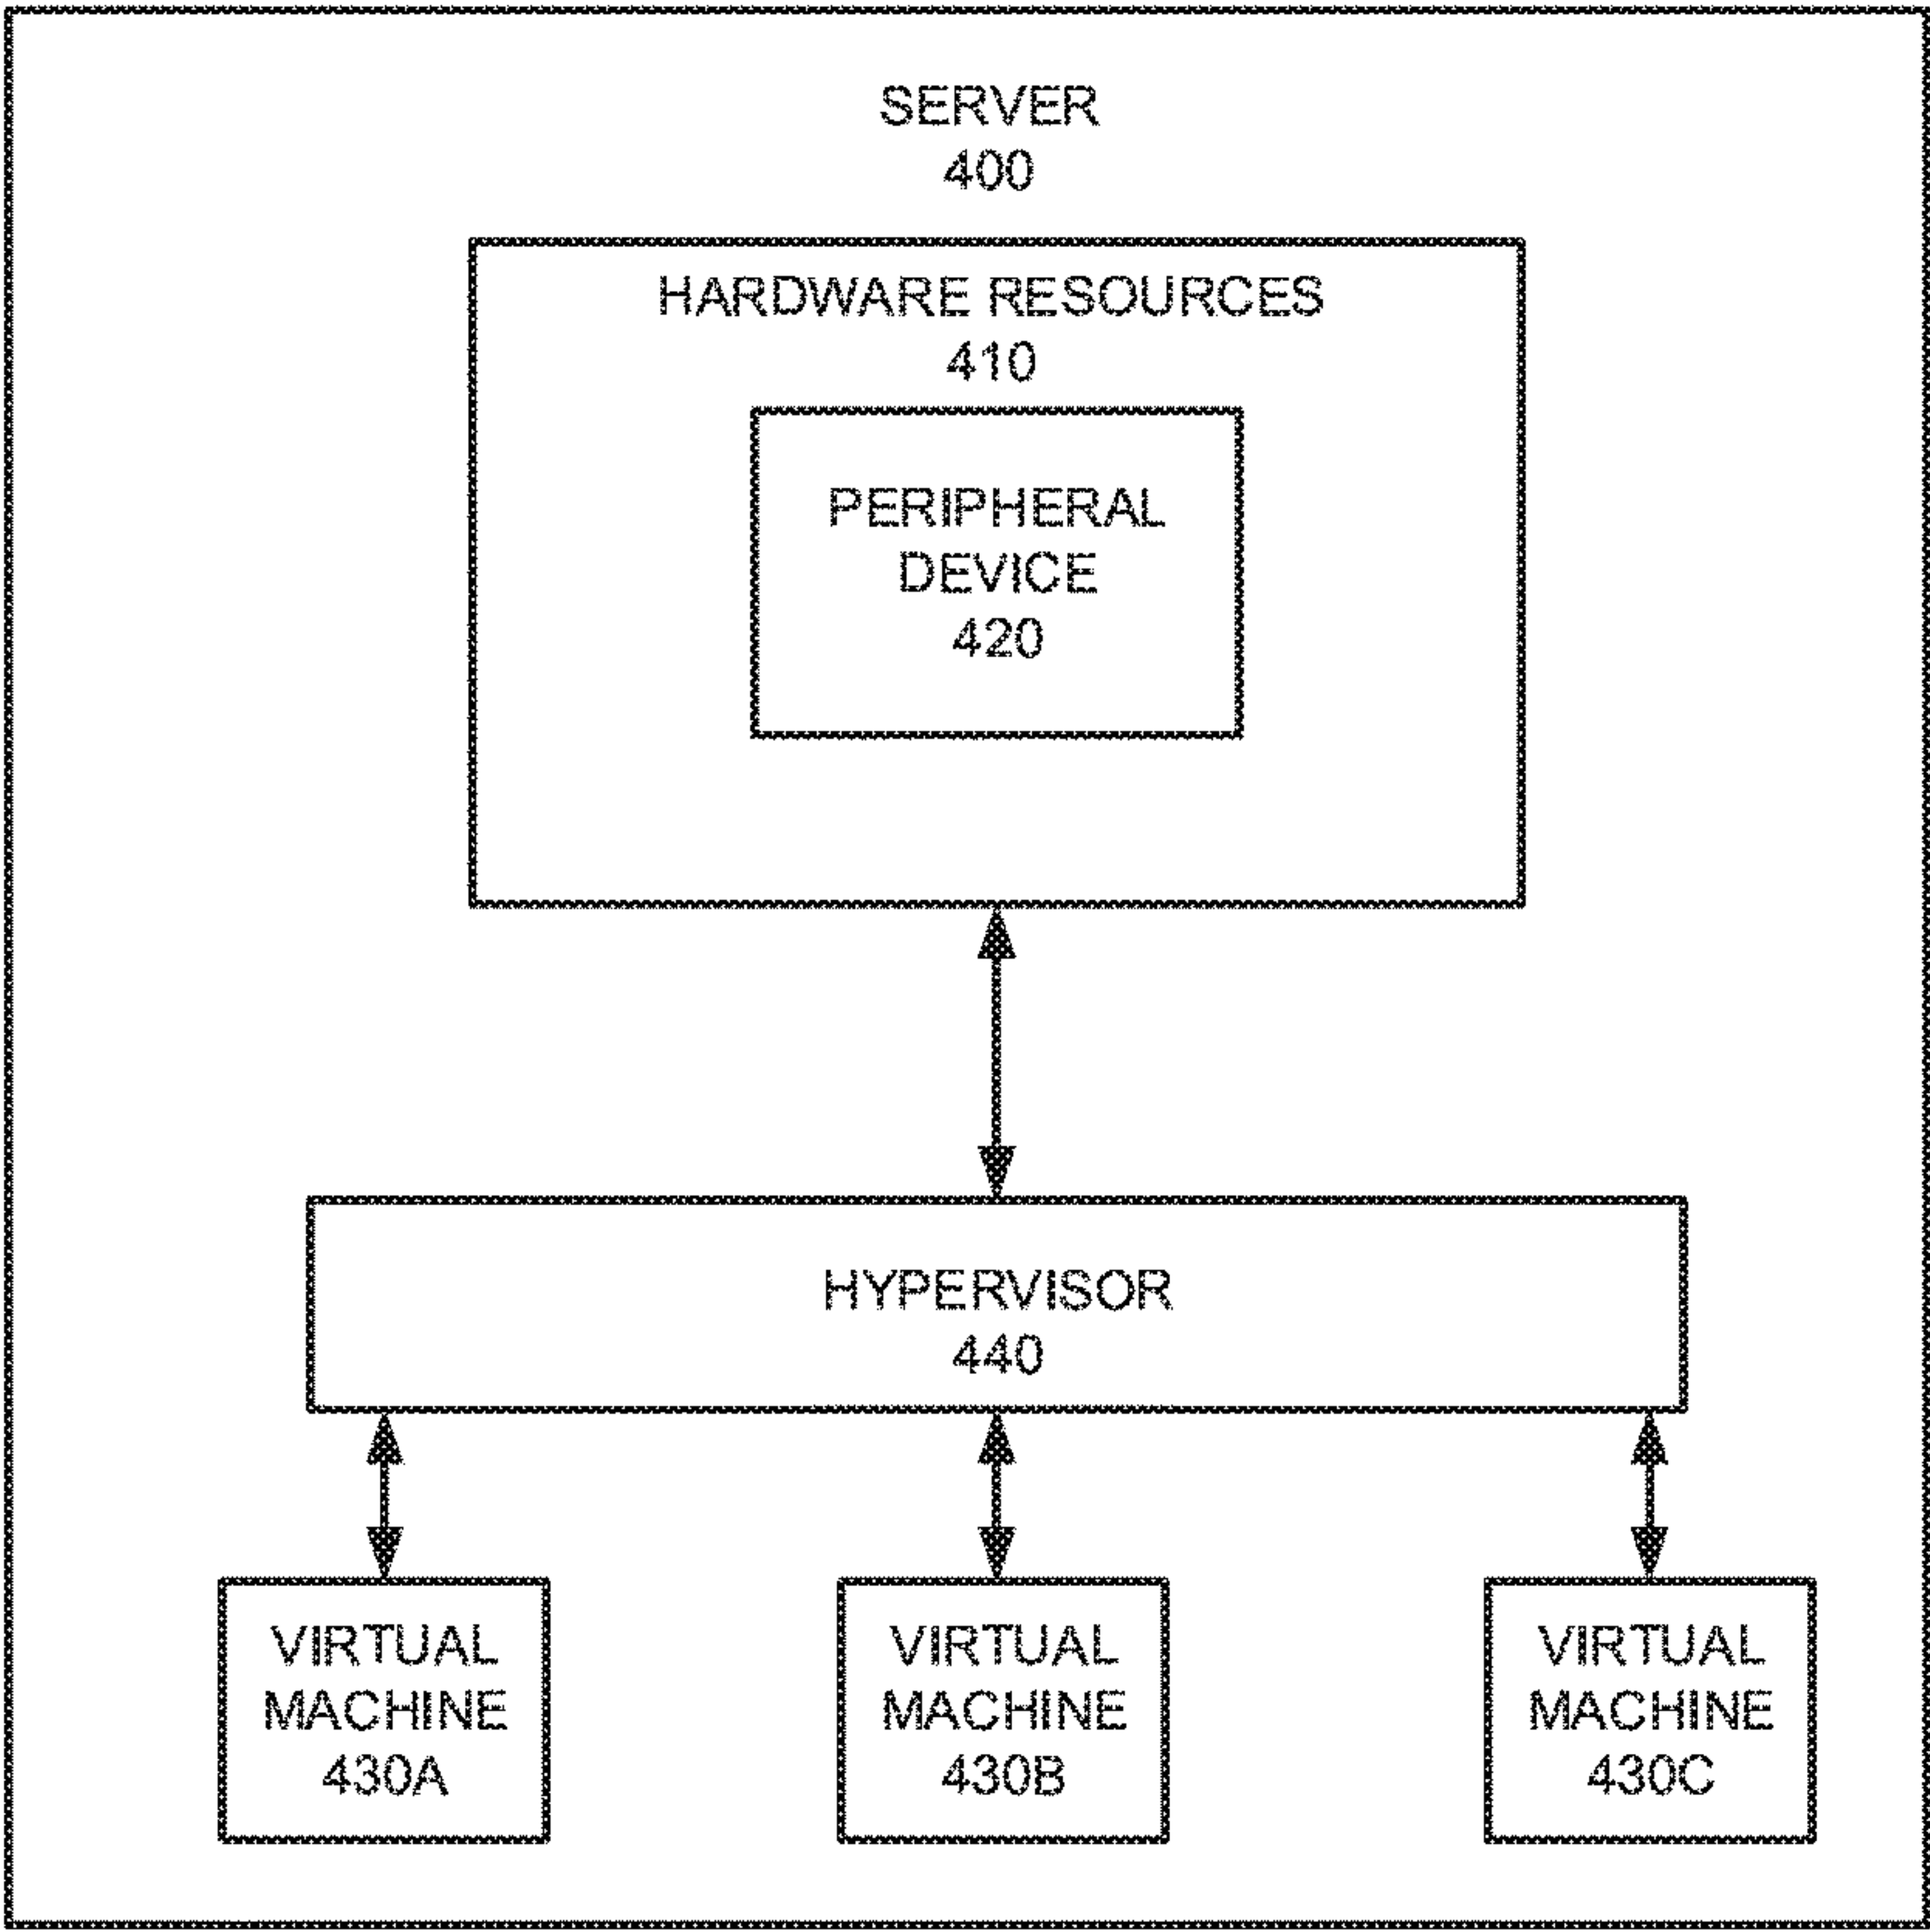 SERVER
400
HARDWARE RESOURCES
410
PERIPHERAL
DEVICE
420
HYPERVISOR
440
VIRTUAL
MACHINE
430A
VIRTUAL
MACHINE
430B
VIRTUAL
MACHINE
430C